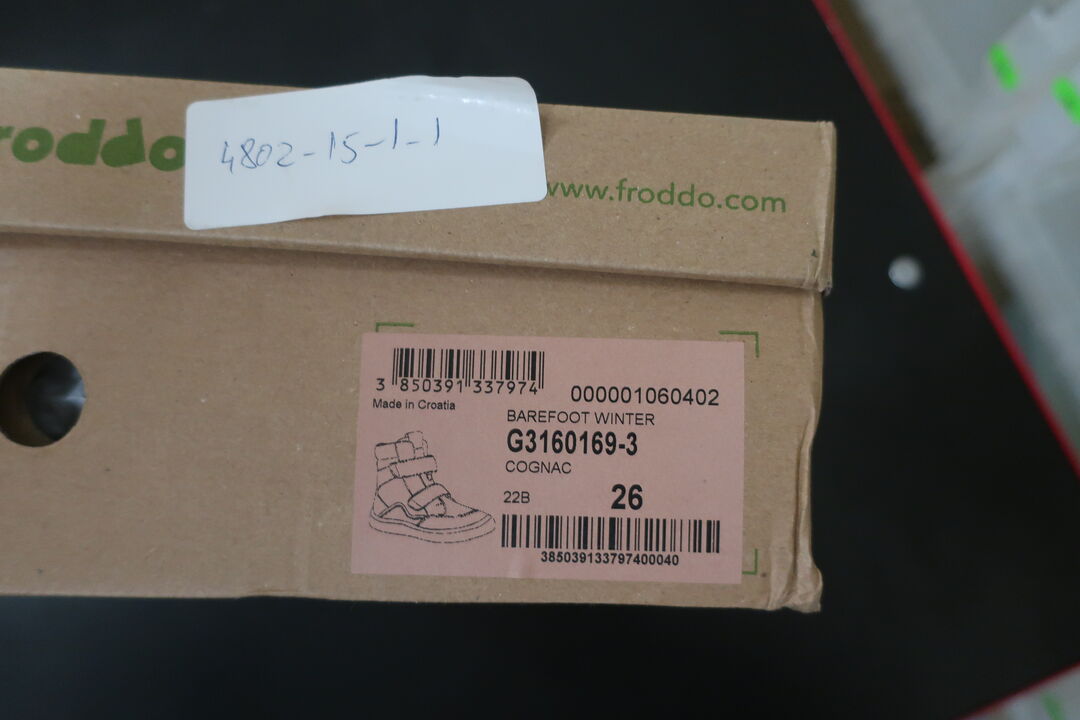 roddo
4802-15-1-1
www.froddo.com
3 850391 337974
000001060402
Made in Croatia
BAREFOOT WINTER
G3160169-3
COGNAC
22B 26
385039133797400040